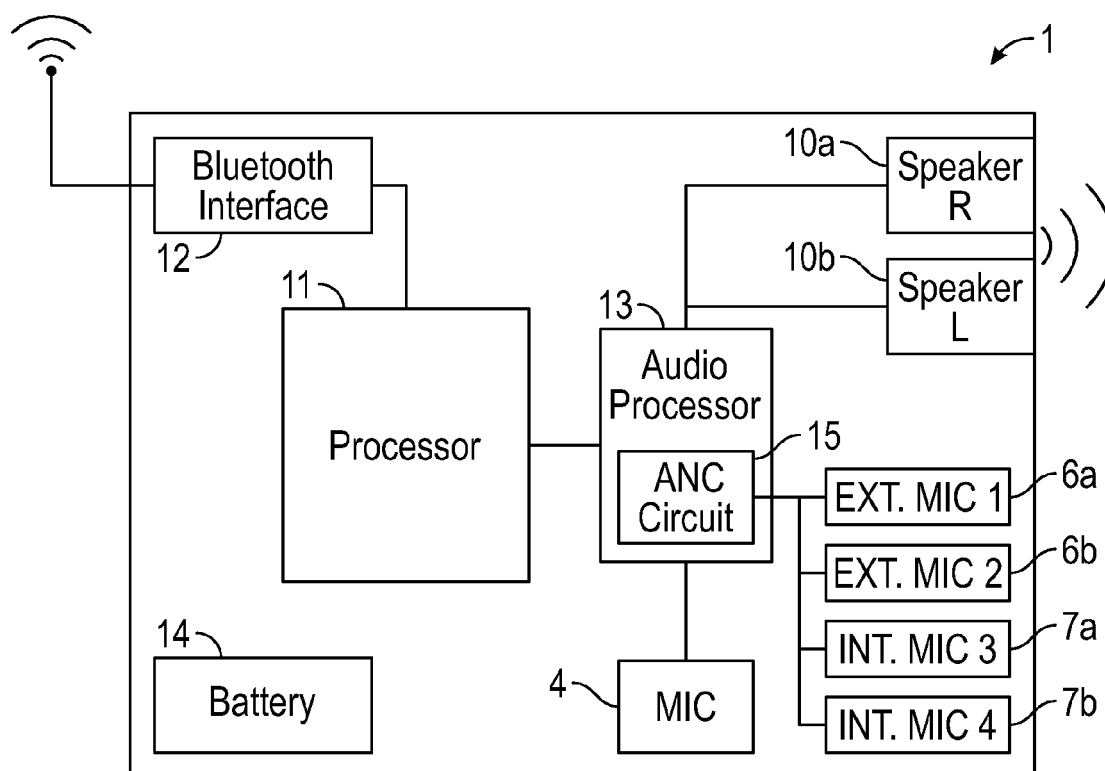 1
Bluetooth
Interface
12
10a
Speaker
R
10b
Speaker
L
11
Processor
13
Audio
Processor
15
ANC
Circuit
EXT. MIC 1
6a
EXT. MIC 2
6b
INT. MIC 3
7a
INT. MIC 4
7b
14
Battery
4
MIC